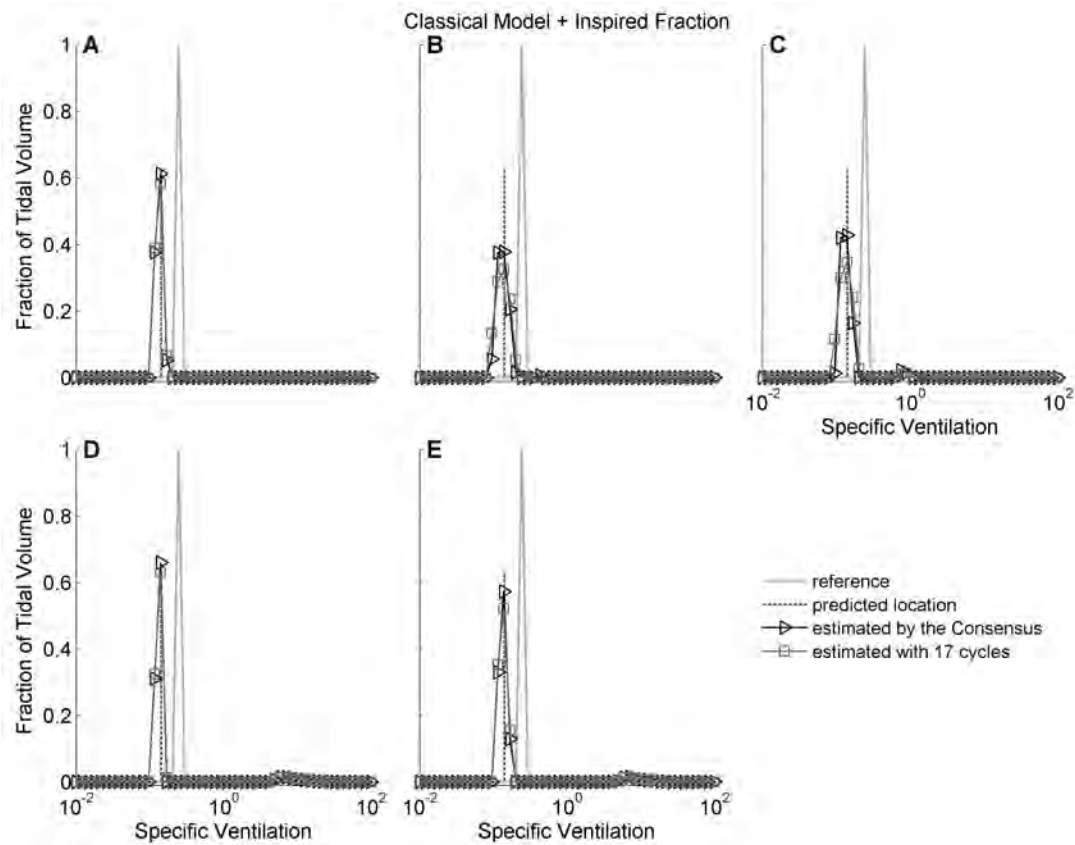 Classical Model + Inspired Fraction
A
B
C
1
0.8
0.6
0.4
0.2
0
Fraction of Tidal Volume
10^-2 10^0 10^2
Specific Ventilation
D
E
1
0.8
0.6
0.4
0.2
0
Fraction of Tidal Volume
10^-2 10^0 10^2
10^-2 10^0 10^2
Specific Ventilation
Specific Ventilation
reference
predicted location
estimated by the Consensus
estimated with 17 cycles